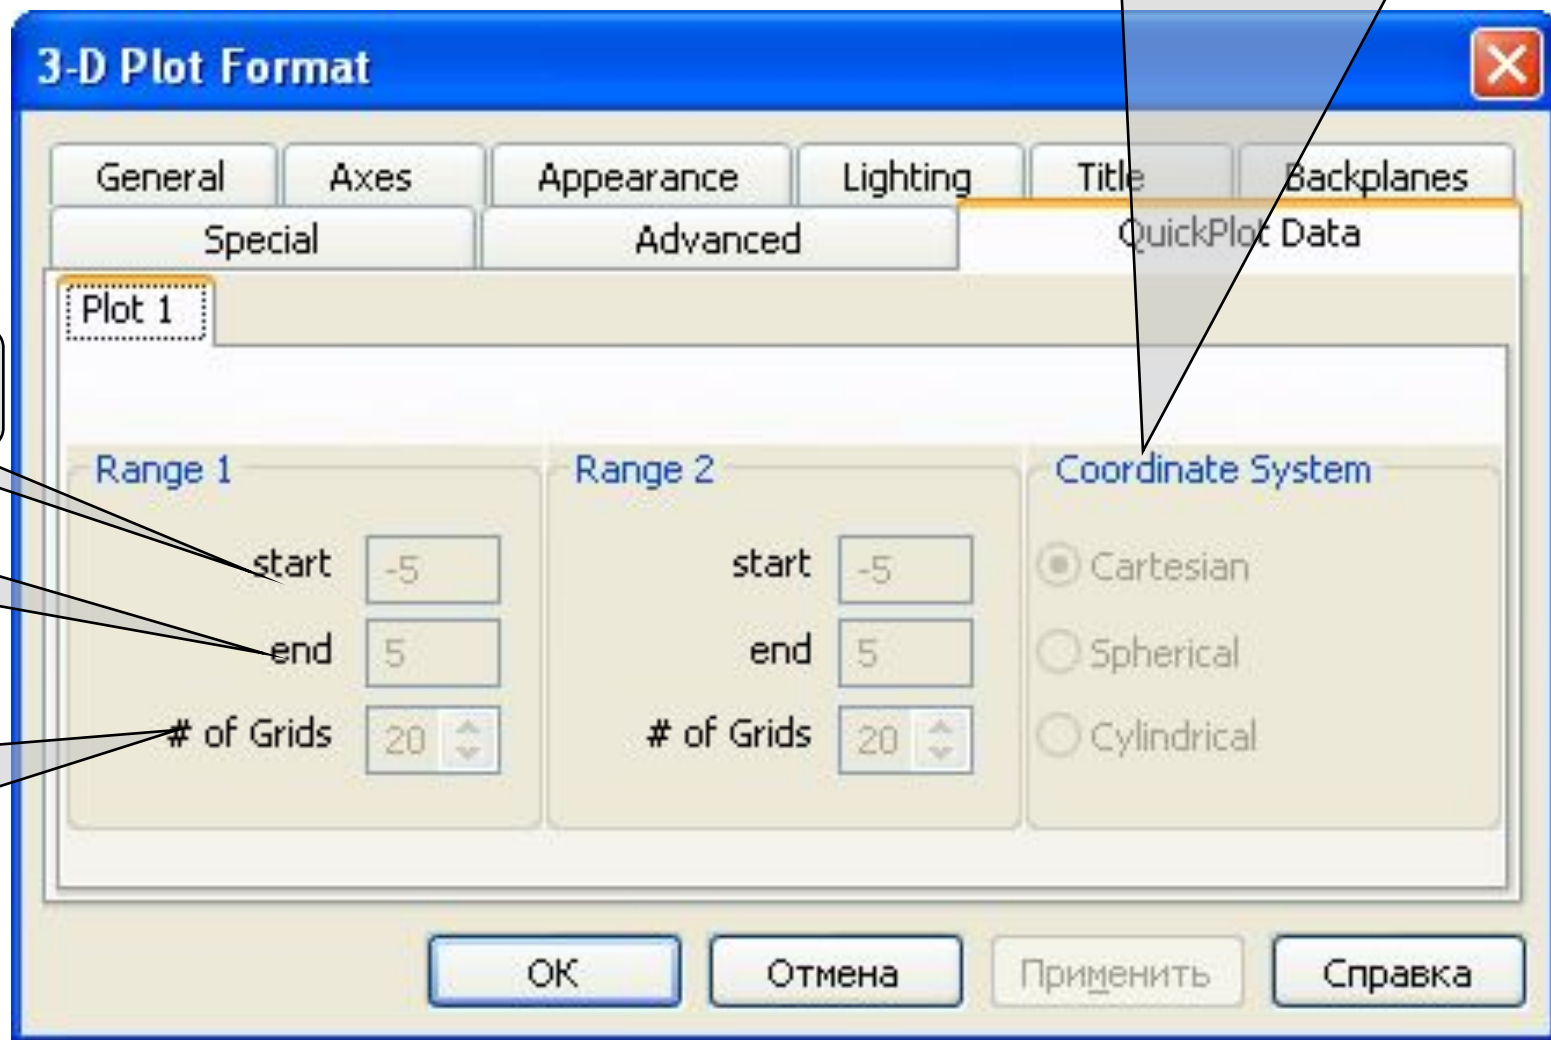 3-D Plot Format
General Axes Appearance Lighting Title Backplanes
Special Advanced QuickPlot Data
Plot 1
Range 1 Range 2 Coordinate System
start -5 start -5 Cartesian
end 5 end 5 Spherical
# of Grids 20 # of Grids 20 Cylindrical
ОК Отмена Применить Справка